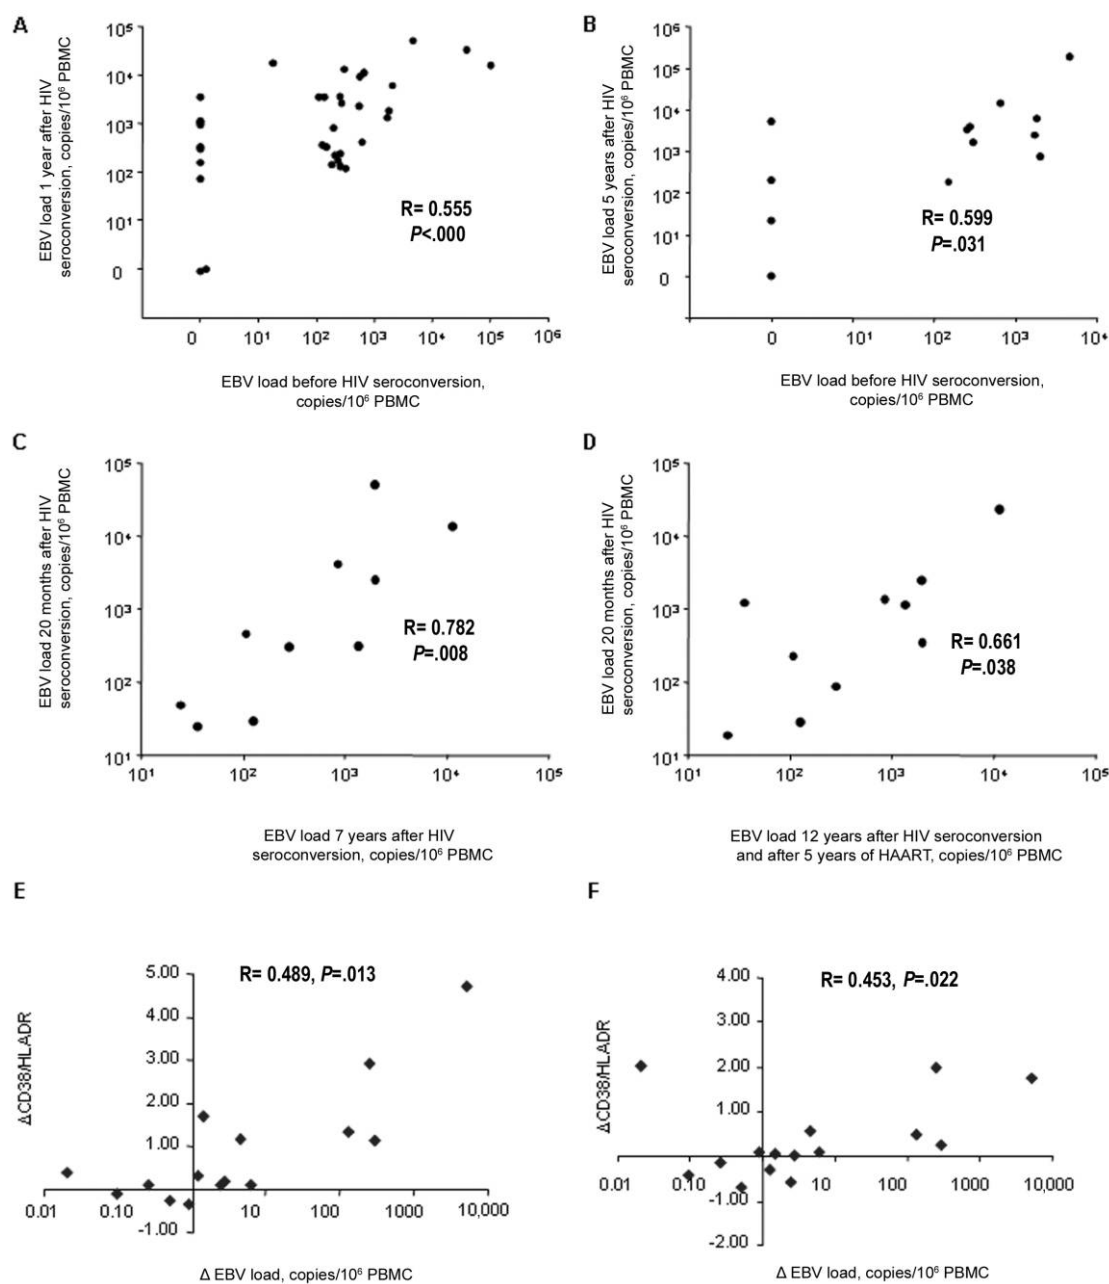 A
EBV load 1 year after HIV
seroconversion, copies/10⁶ PBMC
10⁵
10⁴
10³
10²
10¹
0
R= 0.555
P<.000
0
10¹
10²
10³
10⁴
10⁵
10⁶
EBV load before HIV seroconversion,
copies/10⁶ PBMC
B
EBV load 5 years after HIV
seroconversion, copies/10⁶ PBMC
10⁶
10⁵
10⁴
10³
10²
10¹
0
R= 0.599
P=.031
0
10¹
10²
10³
10⁴
EBV load before HIV seroconversion,
copies/10⁶ PBMC
C
EBV load 20 months after HIV
seroconversion, copies/10⁶ PBMC
10⁵
10⁴
10³
10²
10¹
R= 0.782
P=.008
10¹
10²
10³
10⁴
10⁵
EBV load 7 years after HIV
seroconversion, copies/10⁶ PBMC
D
EBV load 20 months after HIV
seroconversion, copies/10⁶ PBMC
10⁵
10⁴
10³
10²
10¹
R= 0.661
P=.038
10¹
10²
10³
10⁴
10⁵
EBV load 12 years after HIV seroconversion
and after 5 years of HAART, copies/10⁶ PBMC
E
ΔCD38/HLADR
R= 0.489, P=.013
5.00
4.00
3.00
2.00
1.00
-1.00
0.01
0.10
10
100
1000
10,000
Δ EBV load, copies/10⁶ PBMC
F
ΔCD38/HLADR
R= 0.453, P=.022
4.00
3.00
2.00
1.00
-1.00
-2.00
0.01
0.10
10
100
1000
10,000
Δ EBV load, copies/10⁶ PBMC